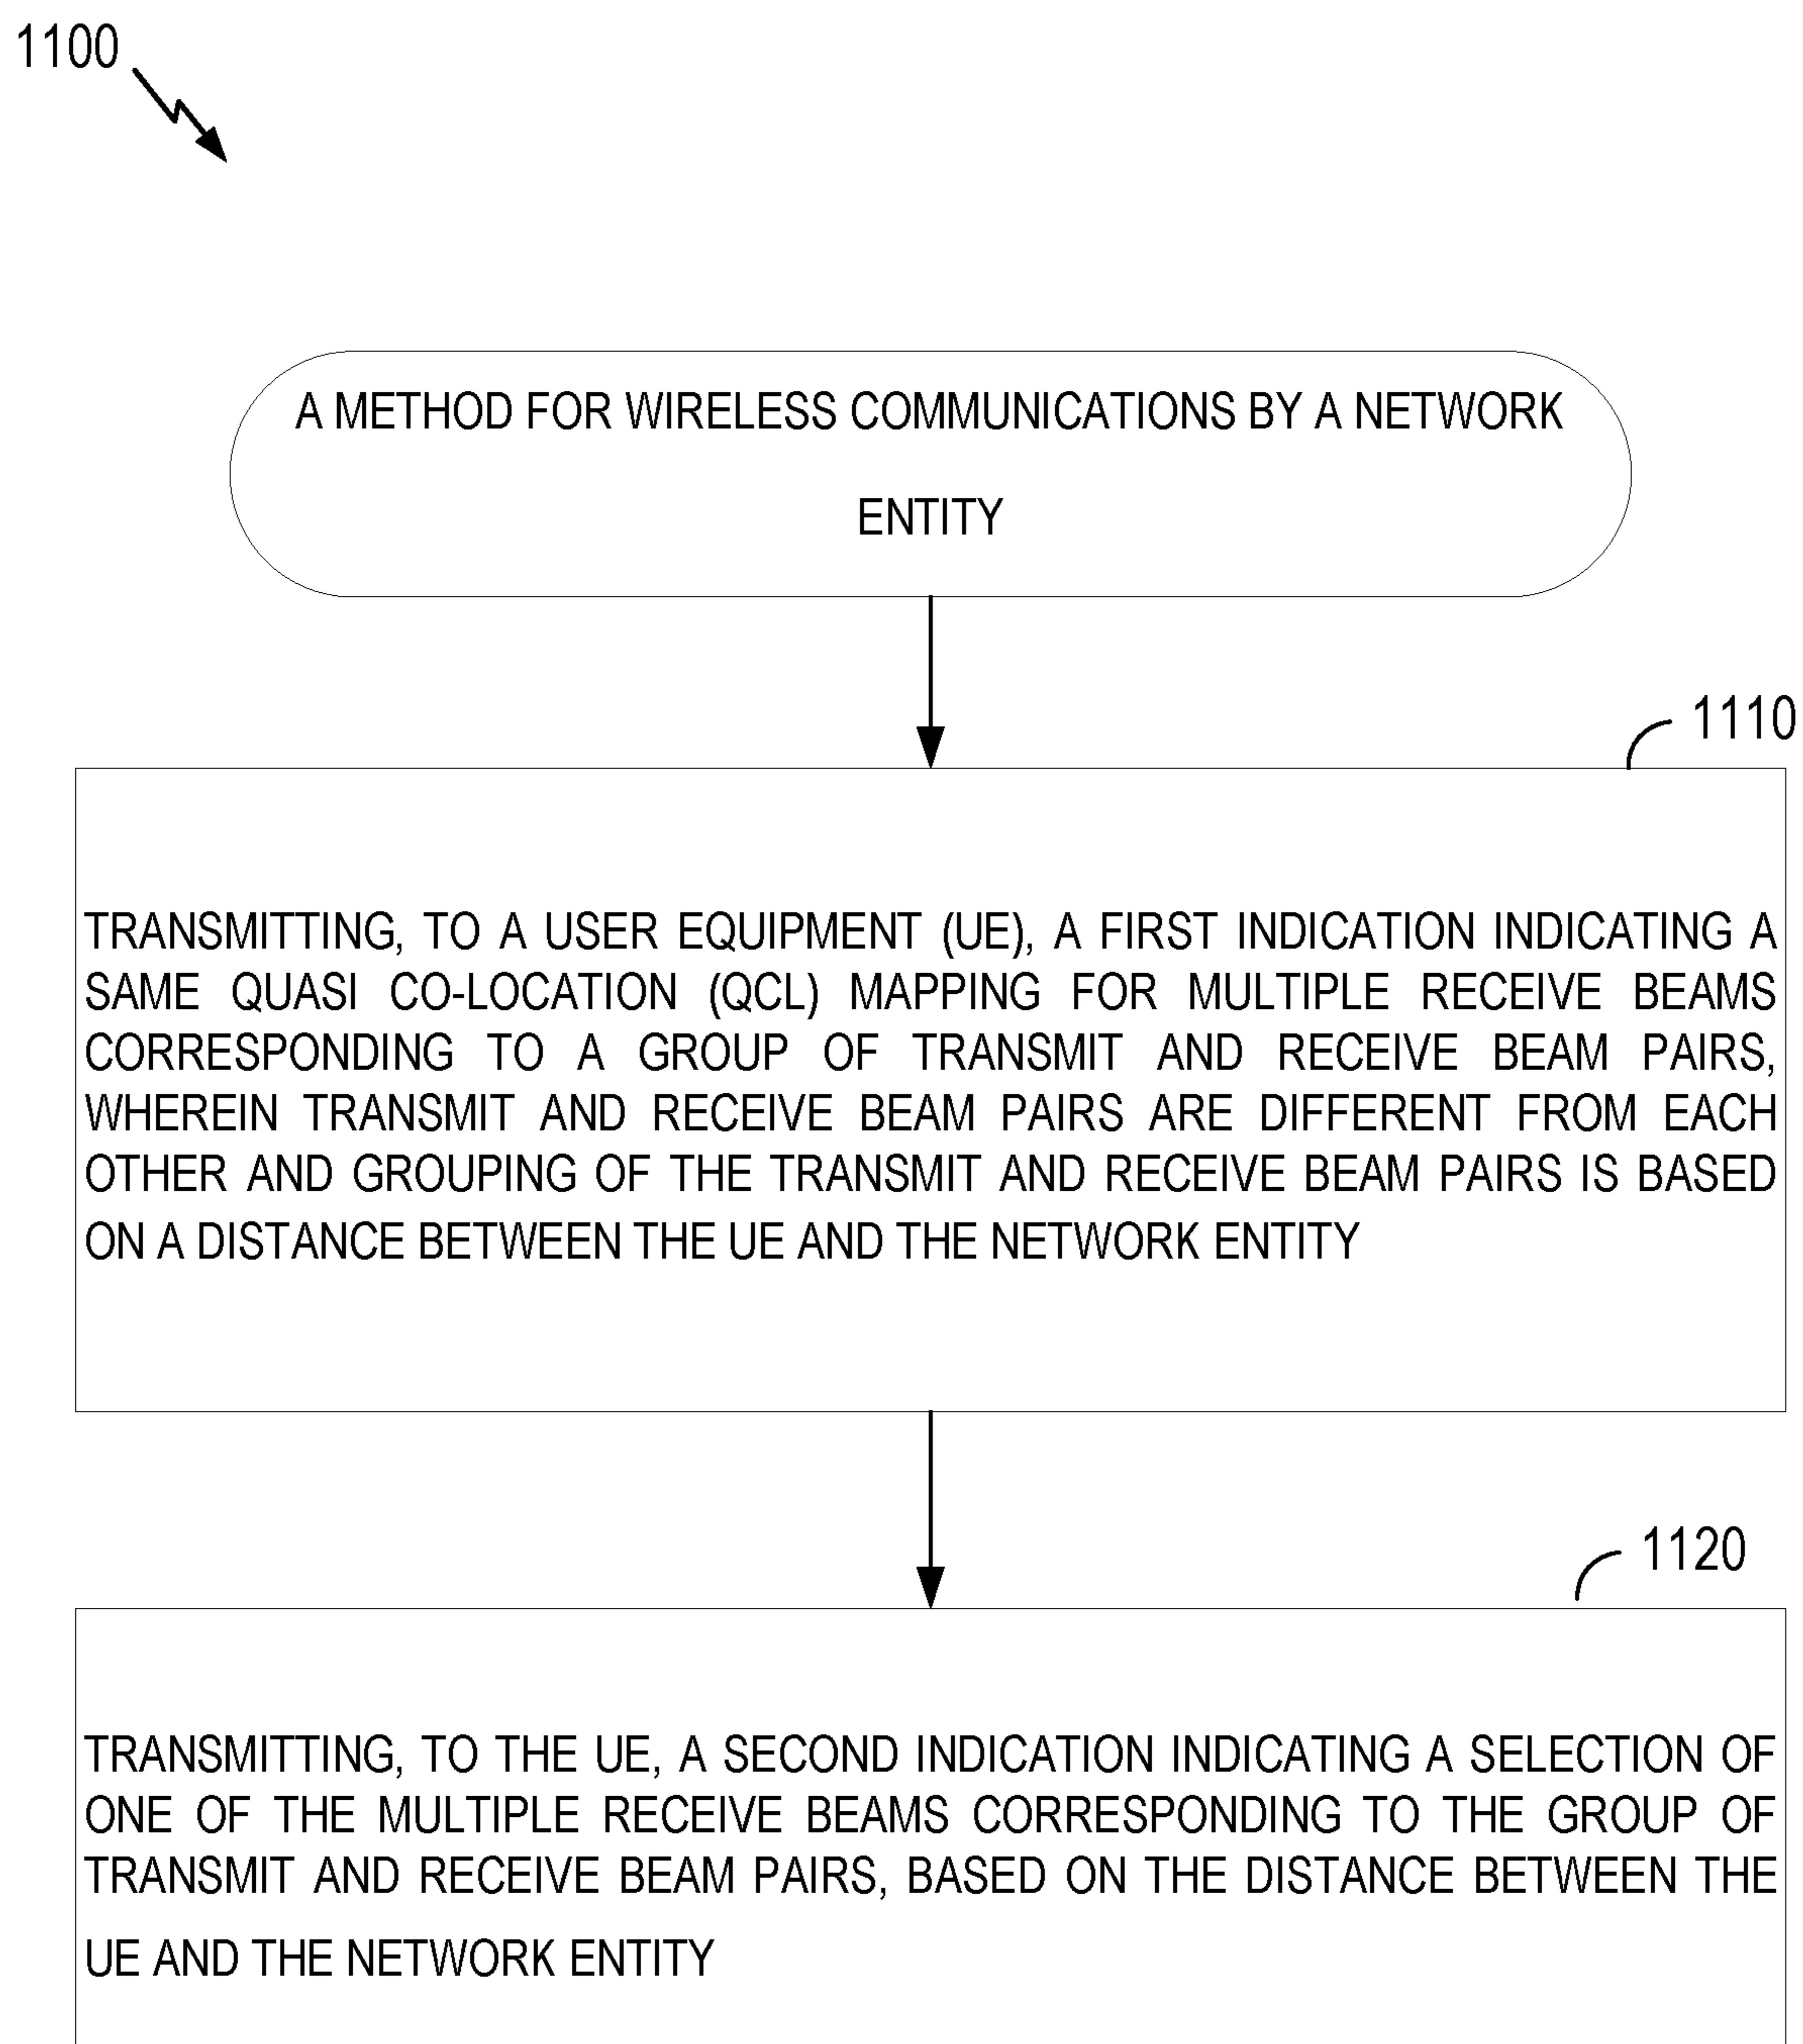 1100
A METHOD FOR WIRELESS COMMUNICATIONS BY A NETWORK
ENTITY
1110
TRANSMITTING, TO A USER EQUIPMENT (UE), A FIRST INDICATION INDICATING A
SAME QUASI CO-LOCATION (QCL) MAPPING FOR MULTIPLE RECEIVE BEAMS
CORRESPONDING TO A GROUP OF TRANSMIT AND RECEIVE BEAM PAIRS,
WHEREIN TRANSMIT AND RECEIVE BEAM PAIRS ARE DIFFERENT FROM EACH
OTHER AND GROUPING OF THE TRANSMIT AND RECEIVE BEAM PAIRS IS BASED
ON A DISTANCE BETWEEN THE UE AND THE NETWORK ENTITY
1120
TRANSMITTING, TO THE UE, A SECOND INDICATION INDICATING A SELECTION OF
ONE OF THE MULTIPLE RECEIVE BEAMS CORRESPONDING TO THE GROUP OF
TRANSMIT AND RECEIVE BEAM PAIRS, BASED ON THE DISTANCE BETWEEN THE
UE AND THE NETWORK ENTITY